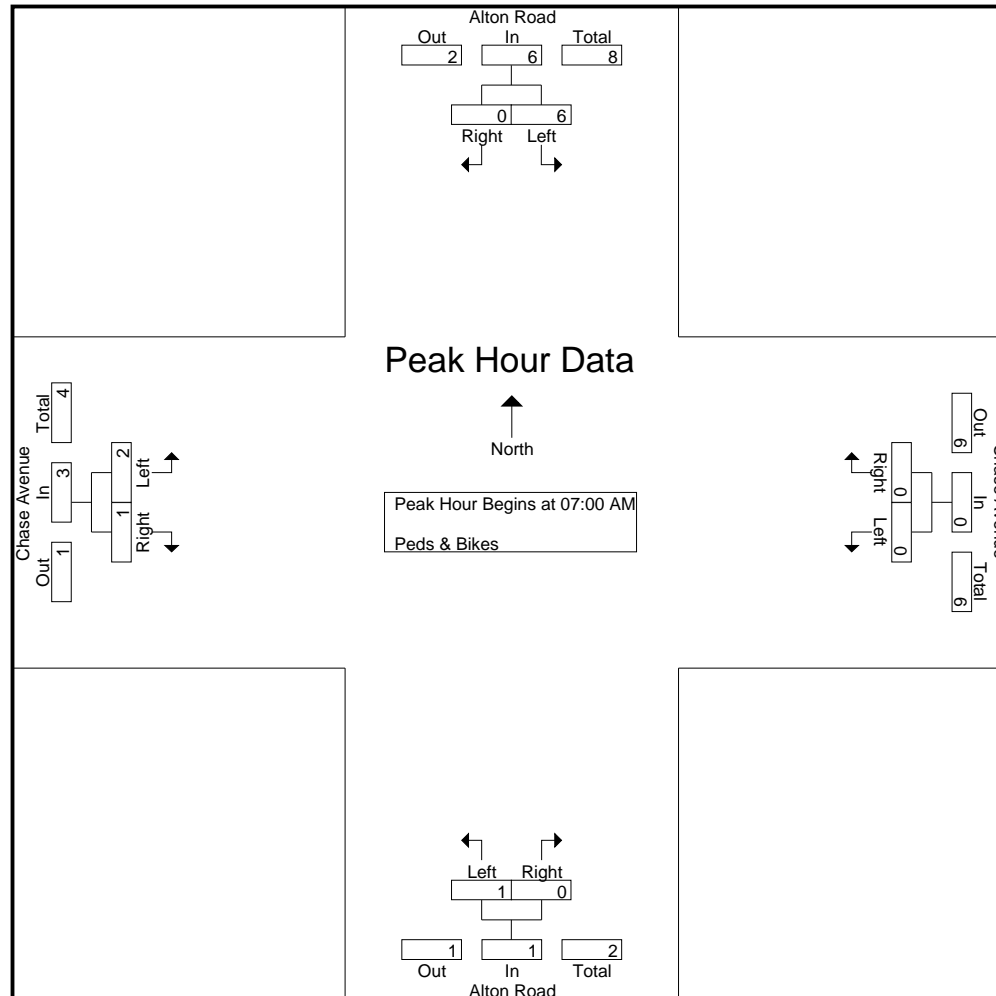 Alton Road
Out In Total
2 6 8
0 6
Right Left
Peak Hour Data
North
Peak Hour Begins at 07:00 AM
Peds & Bikes
Chase Avenue
Total In Out
4 3 1
2 1
Left Right
Out In Total
6 0 6
Right Left
0 0
Left Right
1 0
1 1 2
Out In Total
Alton Road